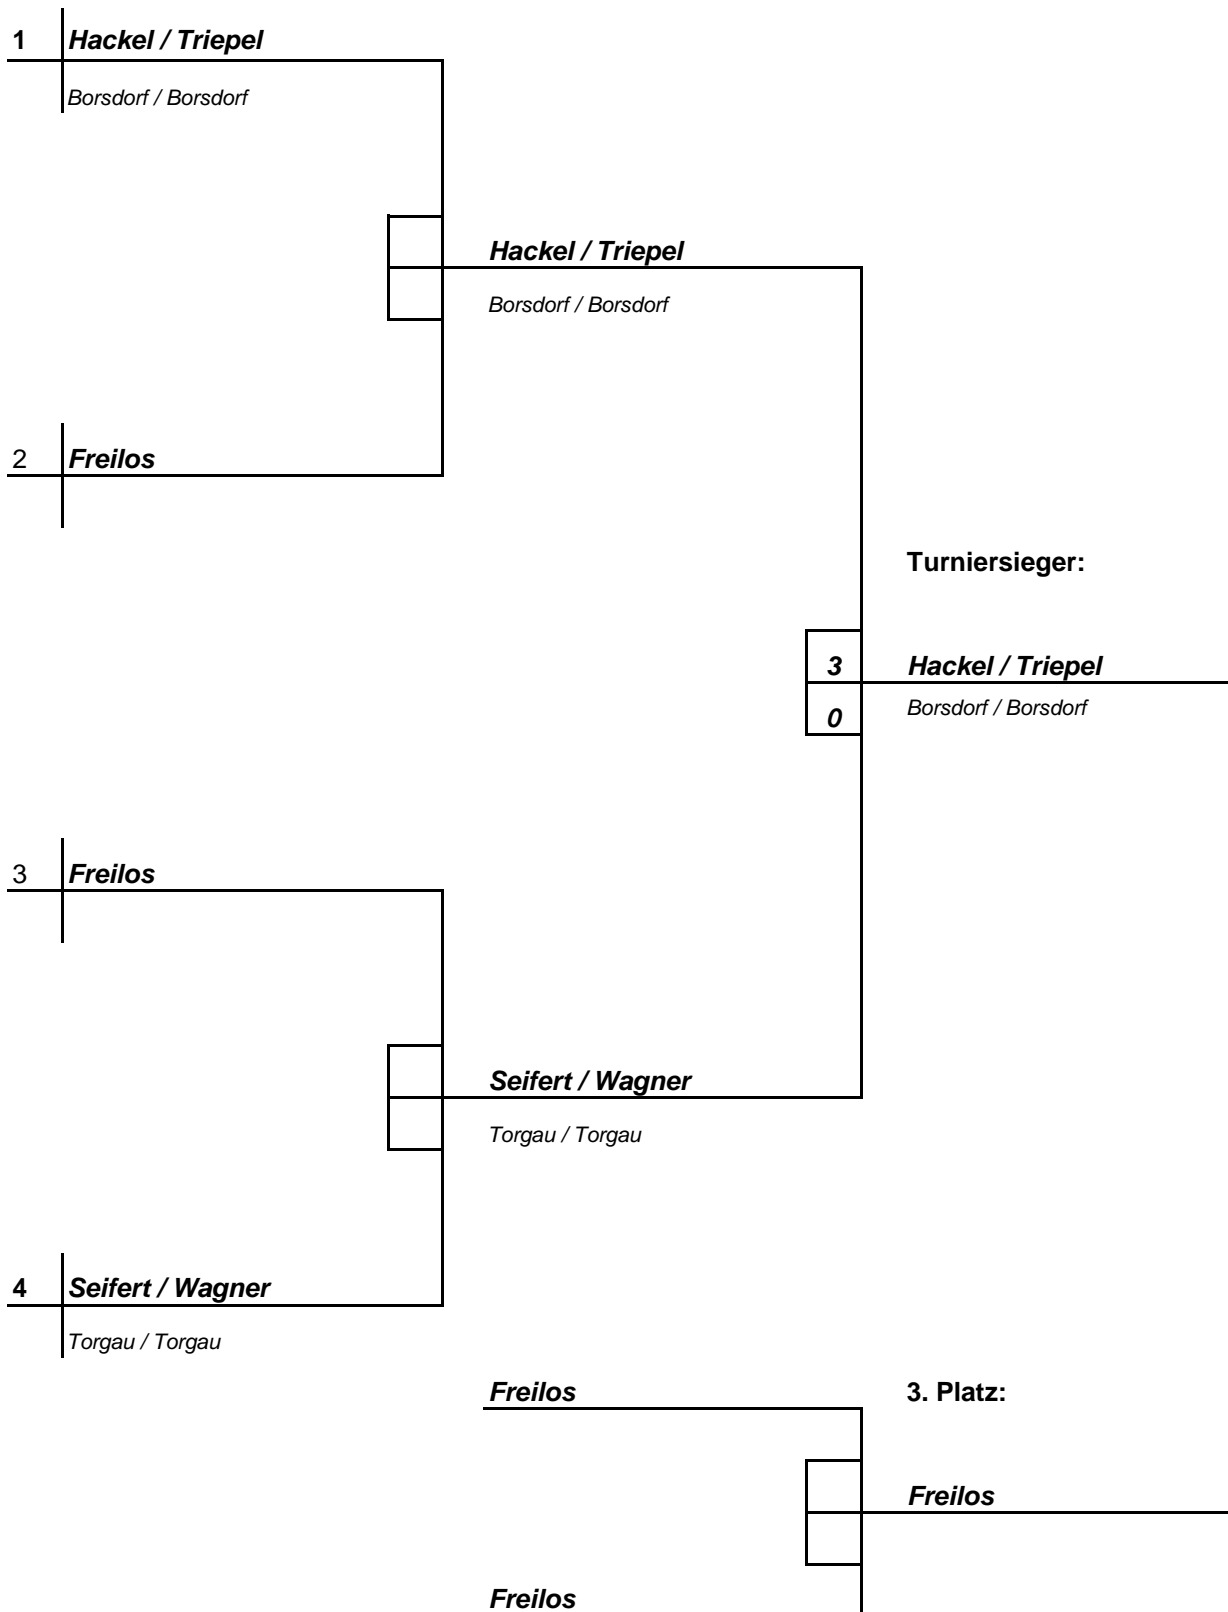 1 Hackel / Triepel
Borsdorf / Borsdorf
Hackel / Triepel
Borsdorf / Borsdorf
2 Freilos
Turniersieger:
3 Hackel / Triepel
0 Borsdorf / Borsdorf
3 Freilos
Seifert / Wagner
Torgau / Torgau
4 Seifert / Wagner
Torgau / Torgau
Freilos 3. Platz:
Freilos
Freilos